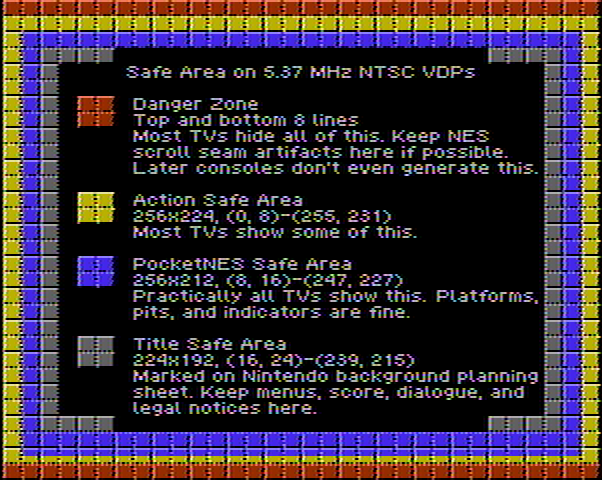 Safe Area on 5.37 MHz NTSC VDPs
Danger Zone
Top and bottom 8 lines
Most TVs hide all of this. Keep NES
scroll seam artifacts here if possible.
Later consoles don't even generate this.
Action Safe Area
256x224, (0, 8)-(255, 231)
Most TVs show some of this.
PocketNES Safe Area
256x212, (8, 16)-(247, 227)
Practically all TVs show this. Platforms,
pits, and indicators are fine.
Title Safe Area
224x192, (16, 24)-(239, 215)
Marked on Nintendo background planning
sheet. Keep menus, score, dialogue, and
legal notices here.